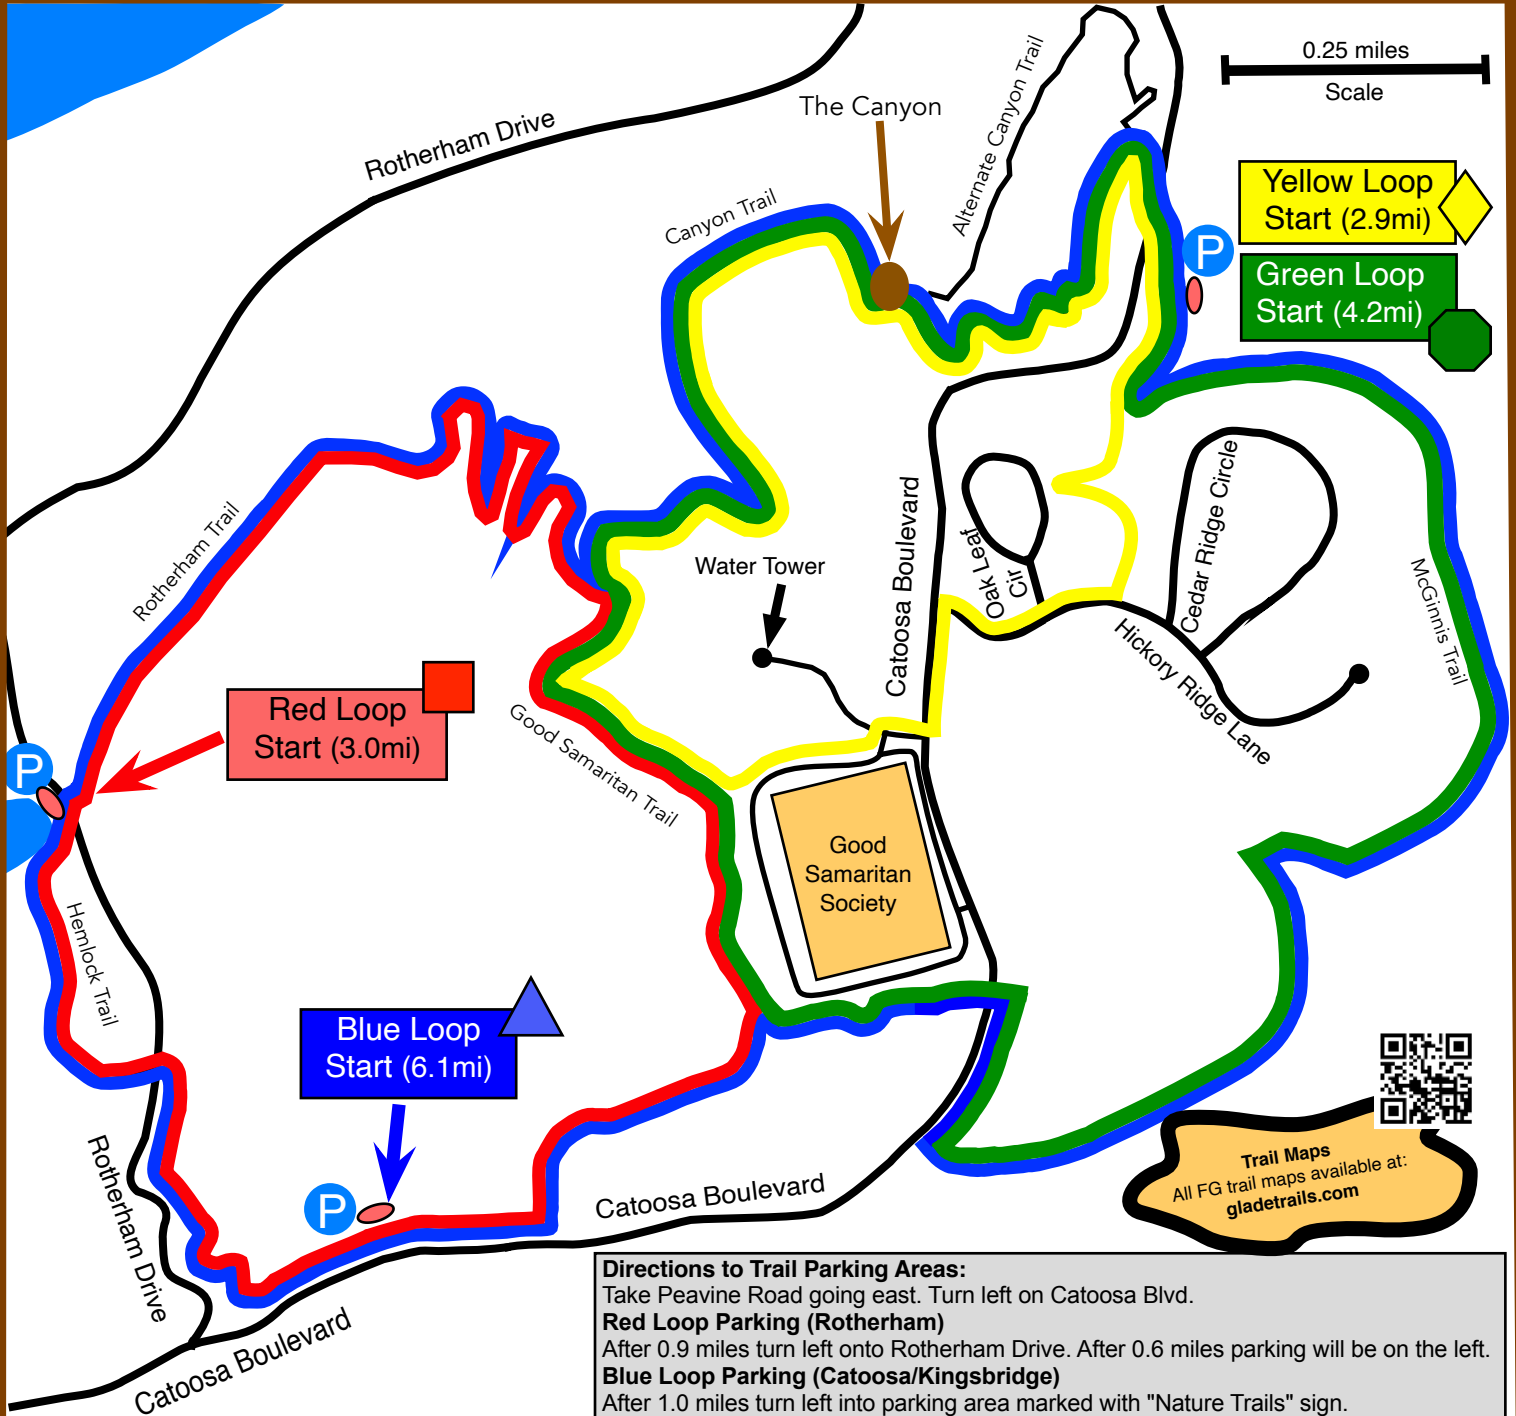 0.25 miles
Scale
The Canyon
Alternate Canyon Trail
Rotherham Drive
Canyon Trail
Yellow Loop
Start (2.9mi)
P
Green Loop
Start (4.2mi)
Rotherham Trail
Water Tower
Catoosa Boulevard
Oak Leaf
Cir
Cedar Ridge Circle
Hickory Ridge Lane
McGinnis Trail
Red Loop
Start (3.0mi)
P
Good Samaritan Trail
Good
Samaritan
Society
Hemlock Trail
Blue Loop
Start (6.1mi)
P
Rotherham Drive
Catoosa Boulevard
Catoosa Boulevard
Trail Maps
All FG trail maps available at:
gladetrails.com
Directions to Trail Parking Areas:
Take Peavine Road going east. Turn left on Catoosa Blvd.
Red Loop Parking (Rotherham)
After 0.9 miles turn left onto Rotherham Drive. After 0.6 miles parking will be on the left.
Blue Loop Parking (Catoosa/Kingsbridge)
After 1.0 miles turn left into parking area marked with "Nature Trails" sign.